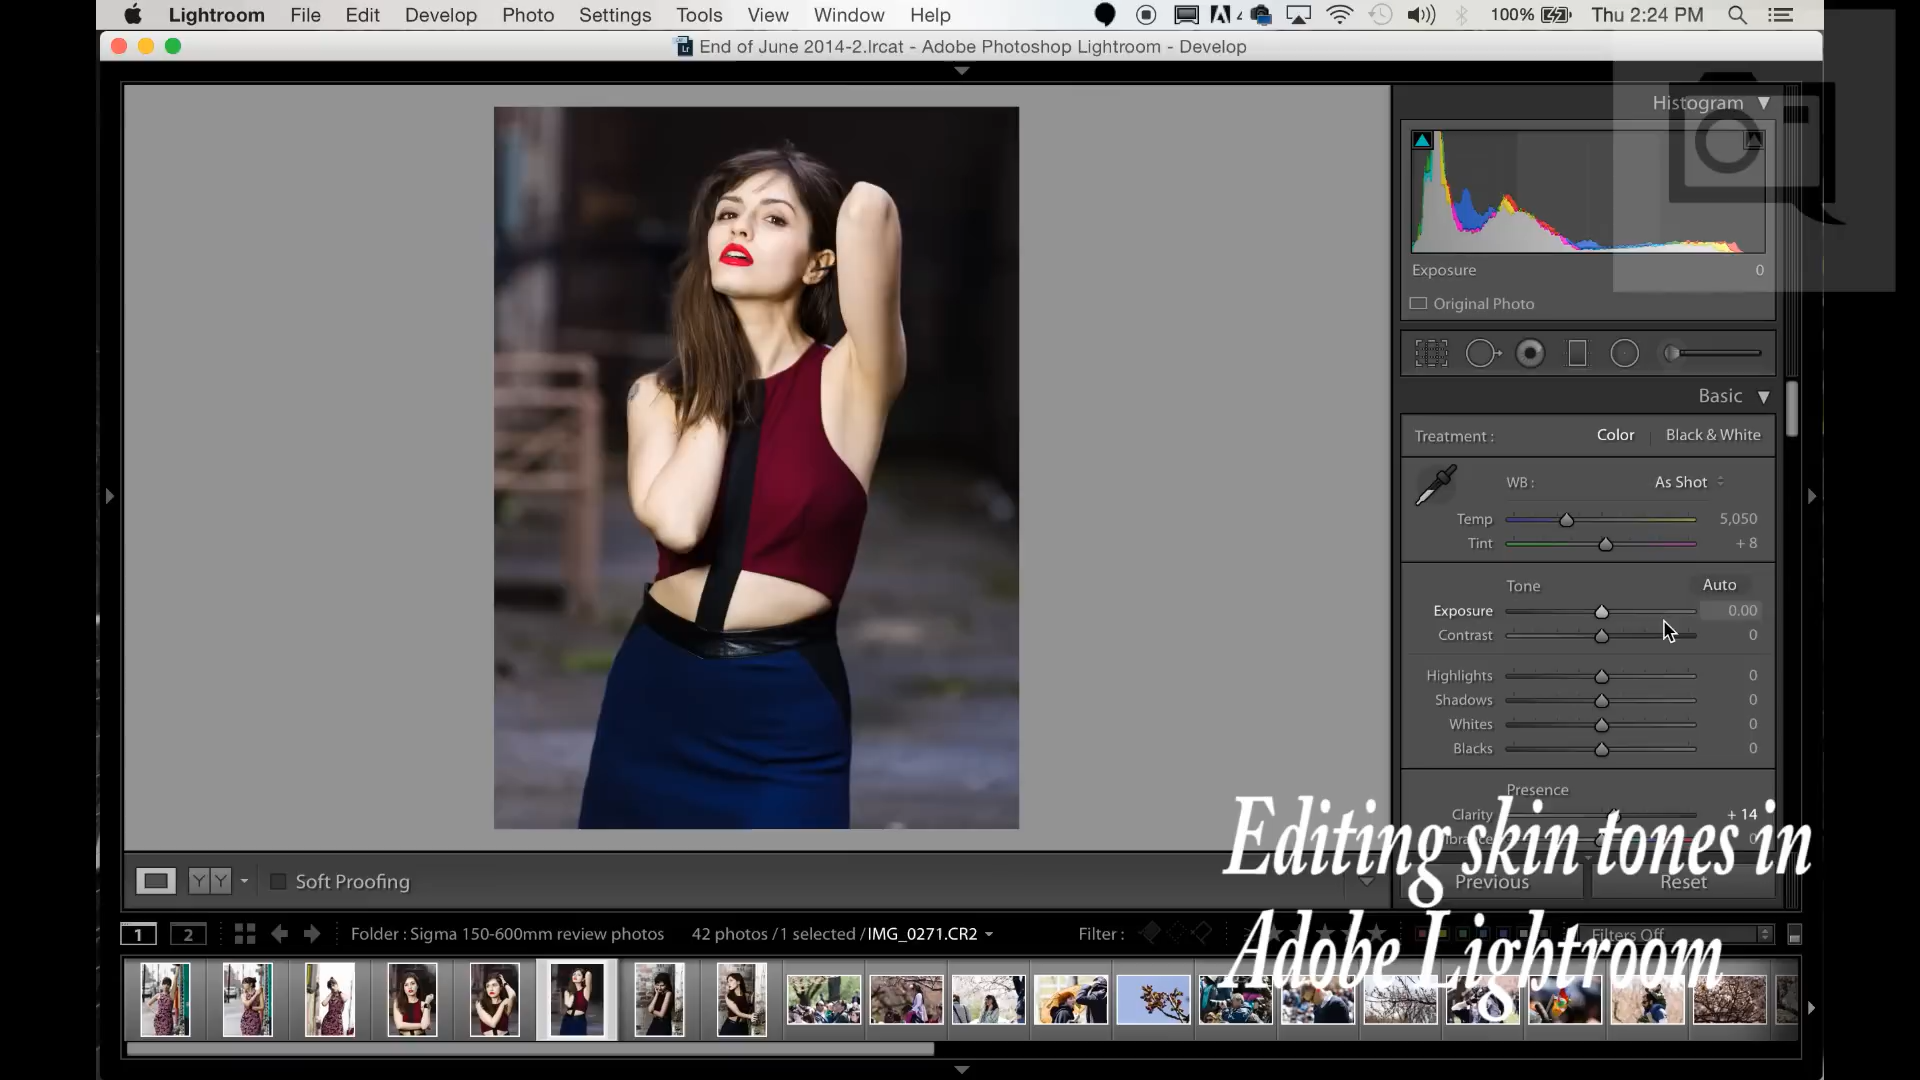 Lightroom File Edit Develop Photo Settings Tools View Window Help 100% Thu 2:24 PM
Lr End of June 2014-2.lrcat - Adobe Photoshop Lightroom - Develop
Histogram
Exposure 0
Original Photo
Basic
Treatment : Color Black & White
WB : As Shot
Temp 5,050
Tint + 8
Tone Auto
Exposure 0.00
Contrast 0
Highlights 0
Shadows 0
Whites 0
Blacks 0
Presence
Clarity + 14
Editing skin tones in
Adobe Lightroom
YY Soft Proofing Previous Reset
1 2 Folder : Sigma 150-600mm review photos 42 photos / 1 selected / IMG_0271.CR2 Filter : Filters Off